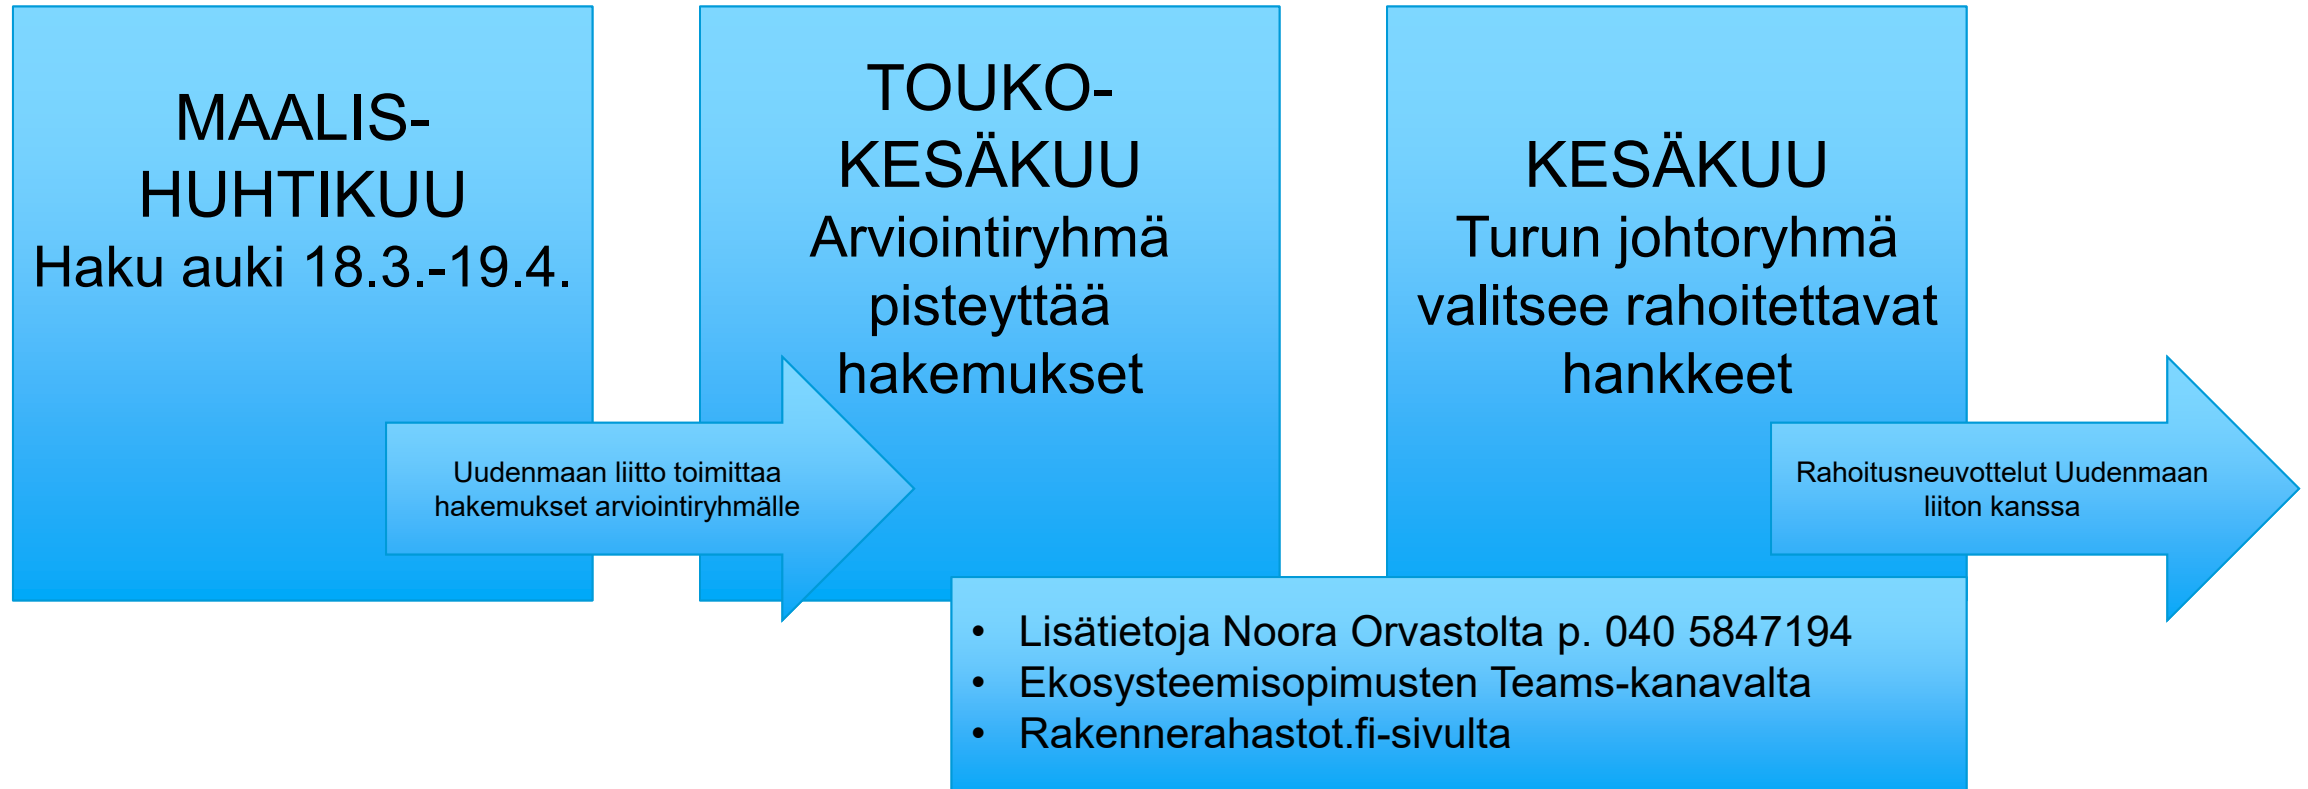 MAALIS-
HUHTIKUU
Haku auki 18.3.-19.4.
Uudenmaan liitto toimittaa
hakemukset arviointiryhmälle
TOUKO-
KESÄKUU
Arviointiryhmä
pisteyttää
hakemukset
KESÄKUU
Turun johtoryhmä
valitsee rahoitettavat
hankkeet
Rahoitusneuvottelut Uudenmaan
liiton kanssa
• Lisätietoja Noora Orvastolta p. 040 5847194
• Ekosysteemisopimusten Teams-kanavalta
• Rakennerahastot.fi-sivulta